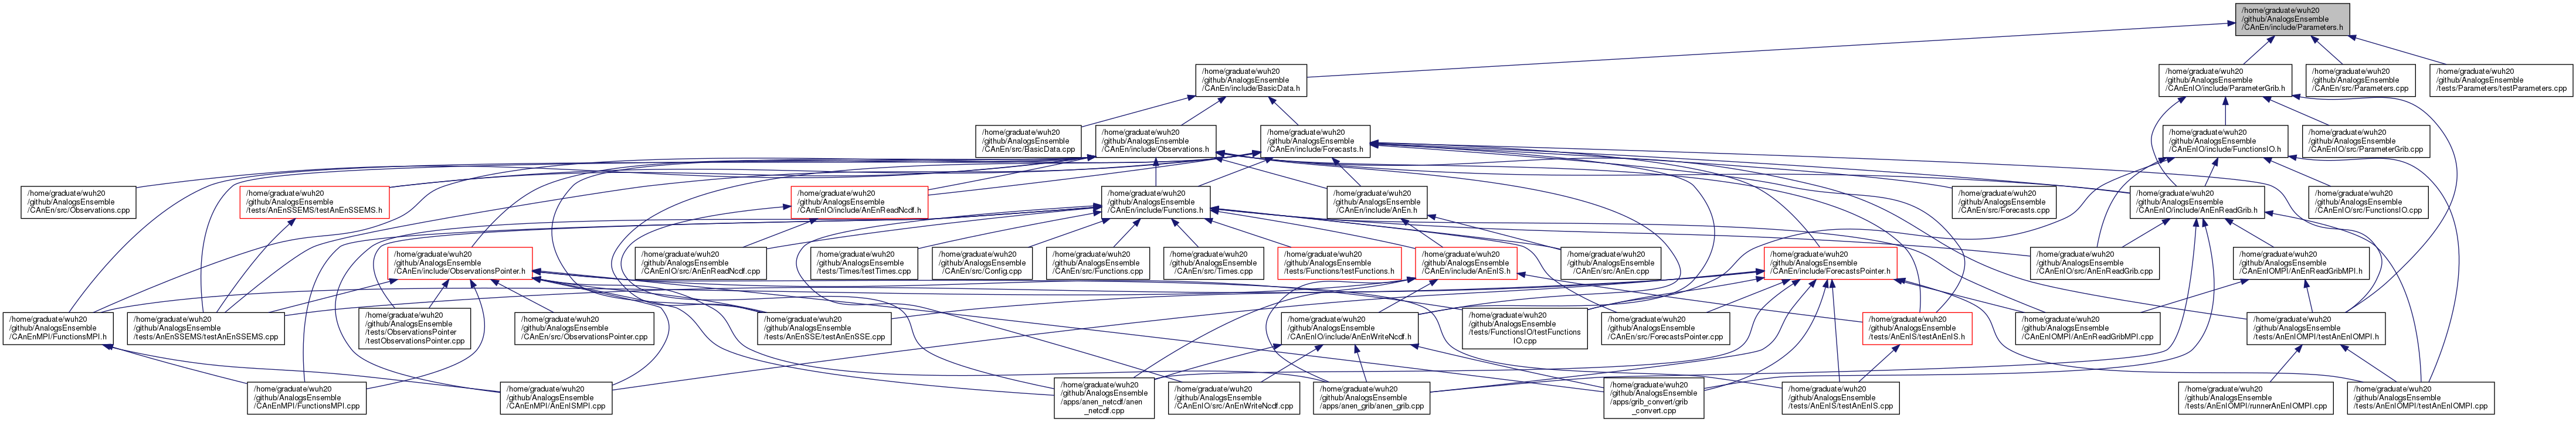 /home/graduate/wuh20
/github/AnalogsEnsemble
/CAnEn/include/Parameters.h
/home/graduate/wuh20
/github/AnalogsEnsemble
/CAnEn/include/BasicData.h
/home/graduate/wuh20
/github/AnalogsEnsemble
/CAnEnIO/include/ParameterGrib.h
/home/graduate/wuh20
/github/AnalogsEnsemble
/CAnEn/src/Parameters.cpp
/home/graduate/wuh20
/github/AnalogsEnsemble
/tests/Parameters/testParameters.cpp
/home/graduate/wuh20
/github/AnalogsEnsemble
/CAnEn/src/BasicData.cpp
/home/graduate/wuh20
/github/AnalogsEnsemble
/CAnEn/include/Observations.h
/home/graduate/wuh20
/github/AnalogsEnsemble
/CAnEn/include/Forecasts.h
/home/graduate/wuh20
/github/AnalogsEnsemble
/CAnEnIO/include/FunctionsIO.h
/home/graduate/wuh20
/github/AnalogsEnsemble
/CAnEnIO/src/ParameterGrib.cpp
/home/graduate/wuh20
/github/AnalogsEnsemble
/CAnEn/src/Observations.cpp
/home/graduate/wuh20
/github/AnalogsEnsemble
/tests/AnEnSSEMS/testAnEnSSEMS.h
/home/graduate/wuh20
/github/AnalogsEnsemble
/CAnEnIO/include/AnEnReadNcdf.h
/home/graduate/wuh20
/github/AnalogsEnsemble
/CAnEn/include/Functions.h
/home/graduate/wuh20
/github/AnalogsEnsemble
/CAnEn/include/AnEn.h
/home/graduate/wuh20
/github/AnalogsEnsemble
/CAnEn/src/Forecasts.cpp
/home/graduate/wuh20
/github/AnalogsEnsemble
/CAnEnIO/include/AnEnReadGrib.h
/home/graduate/wuh20
/github/AnalogsEnsemble
/CAnEnIO/src/FunctionsIO.cpp
/home/graduate/wuh20
/github/AnalogsEnsemble
/CAnEn/include/ObservationsPointer.h
/home/graduate/wuh20
/github/AnalogsEnsemble
/CAnEnIO/src/AnEnReadNcdf.cpp
/home/graduate/wuh20
/github/AnalogsEnsemble
/tests/Times/testTimes.cpp
/home/graduate/wuh20
/github/AnalogsEnsemble
/CAnEn/src/Config.cpp
/home/graduate/wuh20
/github/AnalogsEnsemble
/CAnEn/src/Functions.cpp
/home/graduate/wuh20
/github/AnalogsEnsemble
/CAnEn/src/Times.cpp
/home/graduate/wuh20
/github/AnalogsEnsemble
/tests/Functions/testFunctions.h
/home/graduate/wuh20
/github/AnalogsEnsemble
/CAnEn/include/AnEnIS.h
/home/graduate/wuh20
/github/AnalogsEnsemble
/CAnEn/src/AnEn.cpp
/home/graduate/wuh20
/github/AnalogsEnsemble
/CAnEn/include/ForecastsPointer.h
/home/graduate/wuh20
/github/AnalogsEnsemble
/CAnEnIO/src/AnEnReadGrib.cpp
/home/graduate/wuh20
/github/AnalogsEnsemble
/CAnEnIOMPI/AnEnReadGribMPI.h
/home/graduate/wuh20
/github/AnalogsEnsemble
/CAnEnMPI/FunctionsMPI.h
/home/graduate/wuh20
/github/AnalogsEnsemble
/tests/AnEnSSEMS/testAnEnSSEMS.cpp
/home/graduate/wuh20
/github/AnalogsEnsemble
/tests/ObservationsPointer
/testObservationsPointer.cpp
/home/graduate/wuh20
/github/AnalogsEnsemble
/CAnEn/src/ObservationsPointer.cpp
/home/graduate/wuh20
/github/AnalogsEnsemble
/tests/AnEnSSE/testAnEnSSE.cpp
/home/graduate/wuh20
/github/AnalogsEnsemble
/CAnEnIO/include/AnEnWriteNcdf.h
/home/graduate/wuh20
/github/AnalogsEnsemble
/tests/FunctionsIO/testFunctions
IO.cpp
/home/graduate/wuh20
/github/AnalogsEnsemble
/CAnEn/src/ForecastsPointer.cpp
/home/graduate/wuh20
/github/AnalogsEnsemble
/tests/AnEnIS/testAnEnIS.h
/home/graduate/wuh20
/github/AnalogsEnsemble
/CAnEnIOMPI/AnEnReadGribMPI.cpp
/home/graduate/wuh20
/github/AnalogsEnsemble
/tests/AnEnIOMPI/testAnEnIOMPI.h
/home/graduate/wuh20
/github/AnalogsEnsemble
/CAnEnMPI/FunctionsMPI.cpp
/home/graduate/wuh20
/github/AnalogsEnsemble
/CAnEnMPI/AnEnISMPI.cpp
/home/graduate/wuh20
/github/AnalogsEnsemble
/apps/anen_netcdf/anen
_netcdf.cpp
/home/graduate/wuh20
/github/AnalogsEnsemble
/CAnEnIO/src/AnEnWriteNcdf.cpp
/home/graduate/wuh20
/github/AnalogsEnsemble
/apps/anen_grib/anen_grib.cpp
/home/graduate/wuh20
/github/AnalogsEnsemble
/apps/grib_convert/grib
_convert.cpp
/home/graduate/wuh20
/github/AnalogsEnsemble
/tests/AnEnIS/testAnEnIS.cpp
/home/graduate/wuh20
/github/AnalogsEnsemble
/tests/AnEnIOMPI/runnerAnEnIOMPI.cpp
/home/graduate/wuh20
/github/AnalogsEnsemble
/tests/AnEnIOMPI/testAnEnIOMPI.cpp